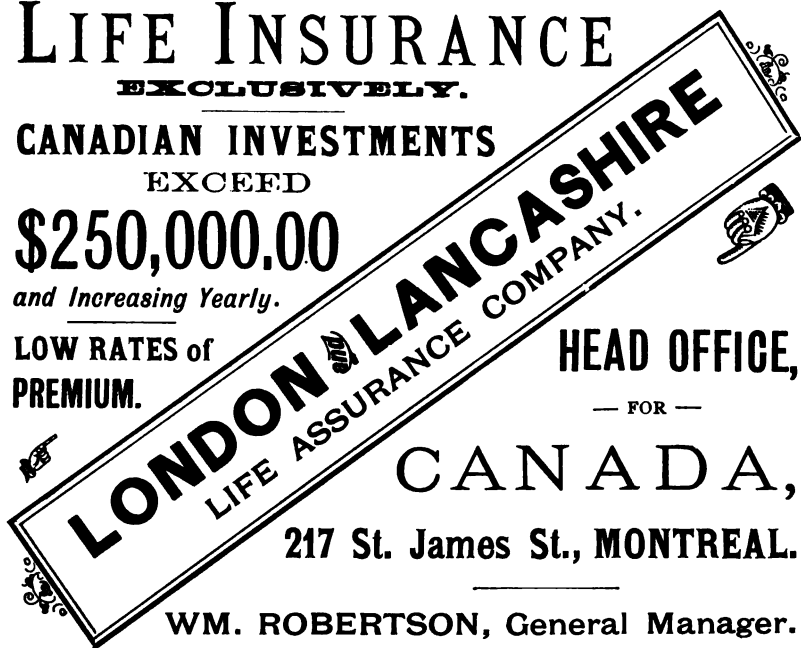 LIFE INSURANCE
EXCLUSIVELY.
CANADIAN INVESTMENTS
EXCEED
$250,000.00
and Increasing Yearly.
LOW RATES of
PREMIUM.
LONDON and LANCASHIRE
LIFE ASSURANCE COMPANY.
HEAD OFFICE,
— FOR —
CANADA,
217 St. James St., MONTREAL.
WM. ROBERTSON, General Manager.